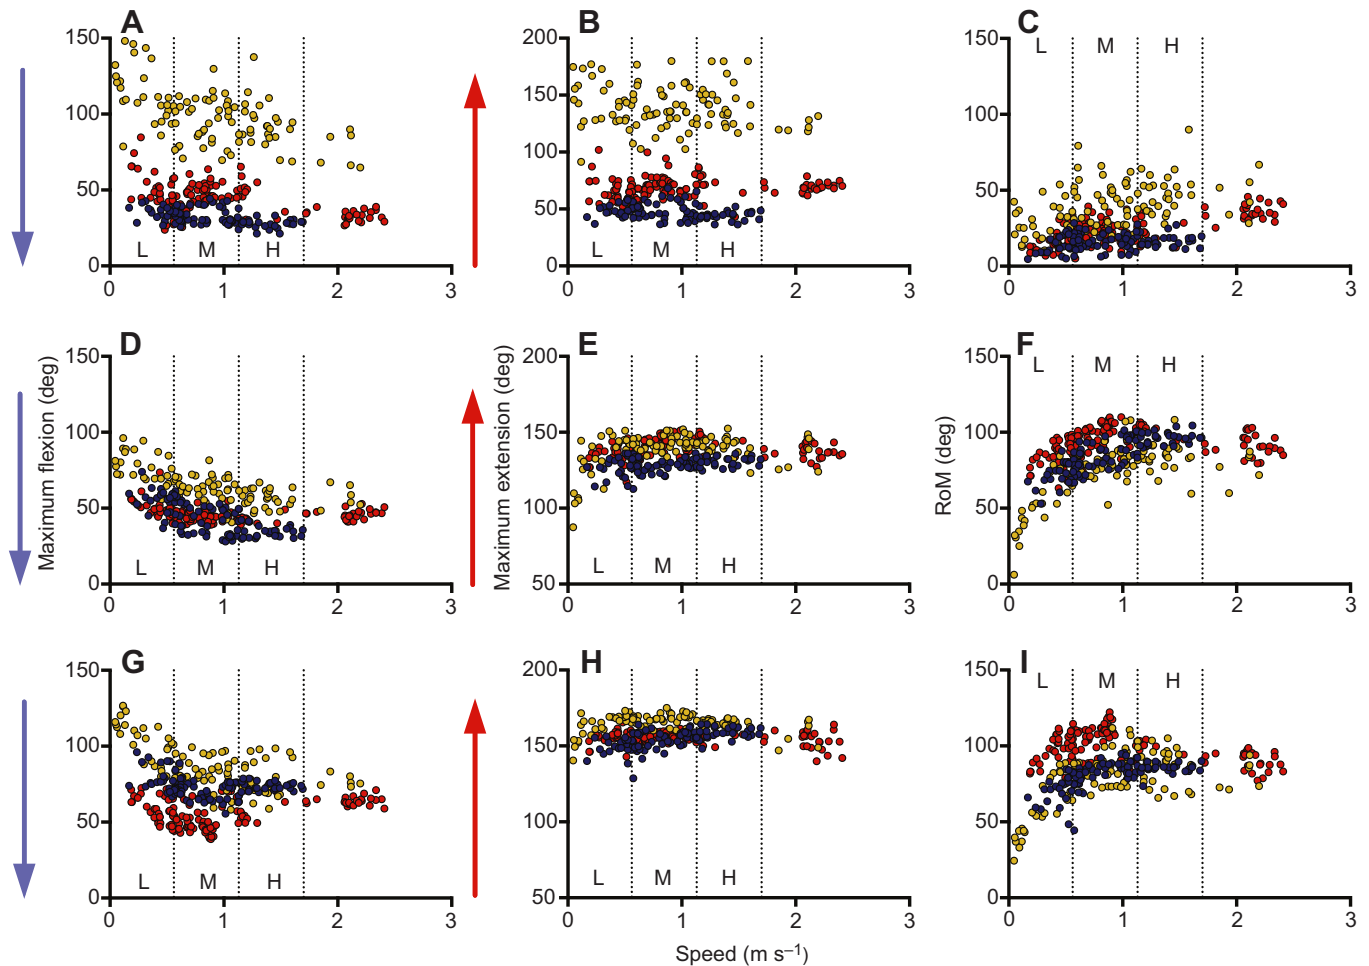 A B C
150 200 150
L M H
100 150 100
100
50 50
50
L M H L M H
0 0 0
0 1 2 3 0 1 2 3 0 1 2 3
D E F
150 200 150
L M H
100 150 100
50 100 50
L M H L M H
0 50 0
0 1 2 3 0 1 2 3 0 1 2 3
Maximum flexion (deg)
Maximum extension (deg)
RoM (deg)
G H I
150 200 150
L M H
100 150 100
50 100 50
L M H L M H
0 50 0
0 1 2 3 0 1 2 3 0 1 2 3
Speed (m s⁻¹)